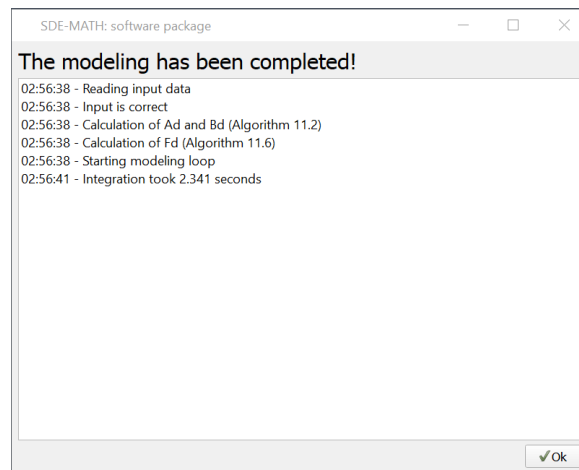 SDE-MATH: software package
The modeling has been completed!
02:56:38 - Reading input data
02:56:38 - Input is correct
02:56:38 - Calculation of Ad and Bd (Algorithm 11.2)
02:56:38 - Calculation of Fd (Algorithm 11.6)
02:56:38 - Starting modeling loop
02:56:41 - Integration took 2.341 seconds
Ok